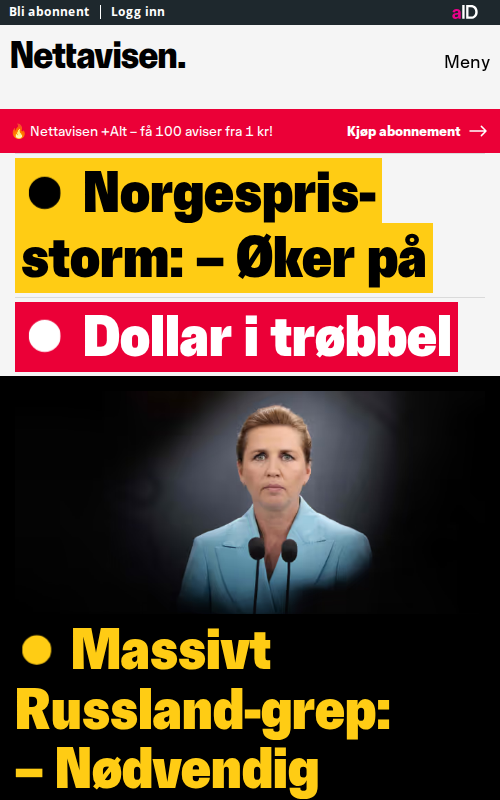 Bli abonnent | Logg inn
aID
Nettavisen.
Meny
🔥 Nettavisen +Alt – få 100 aviser fra 1 kr!
Kjøp abonnement →
● Norgespris-
storm: – Øker på
● Dollar i trøbbel
● Massivt
Russland-grep:
– Nødvendig